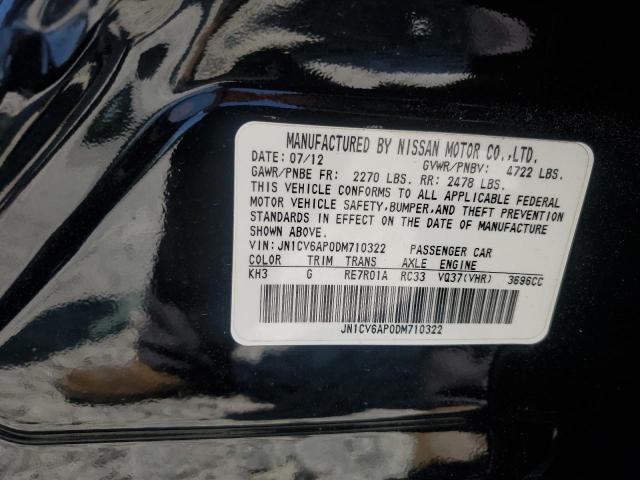 MANUFACTURED BY NISSAN MOTOR CO.,LTD.
DATE: 07/12 GVWR/PNBV: 4722 LBS.
GAWR/PNBE FR: 2270 LBS. RR: 2478 LBS.
THIS VEHICLE CONFORMS TO ALL APPLICABLE FEDERAL
MOTOR VEHICLE SAFETY,BUMPER,AND THEFT PREVENTION
STANDARDS IN EFFECT ON THE DATE OF MANUFACTURE
SHOWN ABOVE.
VIN: JN1CV6AP0DM710322 PASSENGER CAR
COLOR TRIM TRANS AXLE ENGINE
KH3 G RE7R01A RC33 VQ37(VHR) 3696CC
JN1CV6AP0DM710322